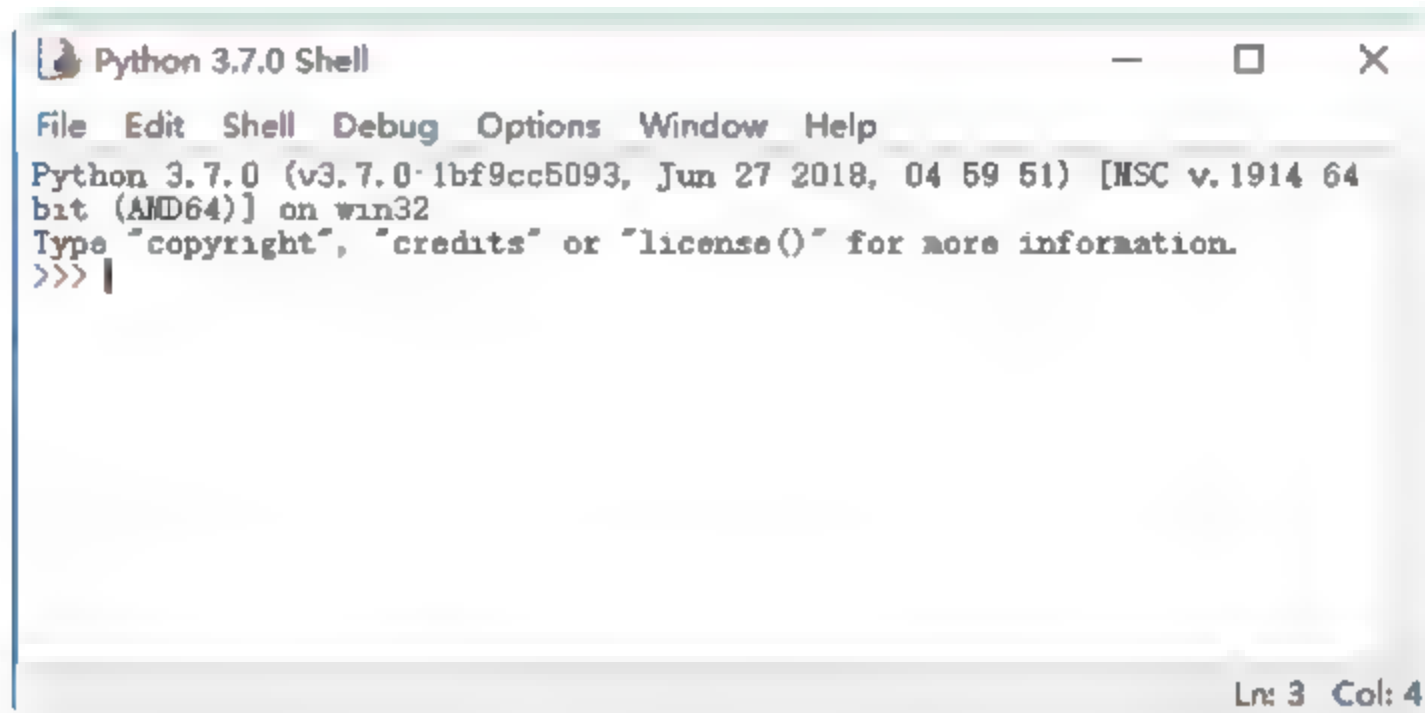 Python 3.7.0 Shell
File Edit Shell Debug Options Window Help
Python 3.7.0 (v3.7.0:1bf9cc5093, Jun 27 2018, 04:59:51) [MSC v.1914 64
bit (AMD64)] on win32
Type "copyright", "credits" or "license()" for more information.
>>>
Ln: 3 Col: 4